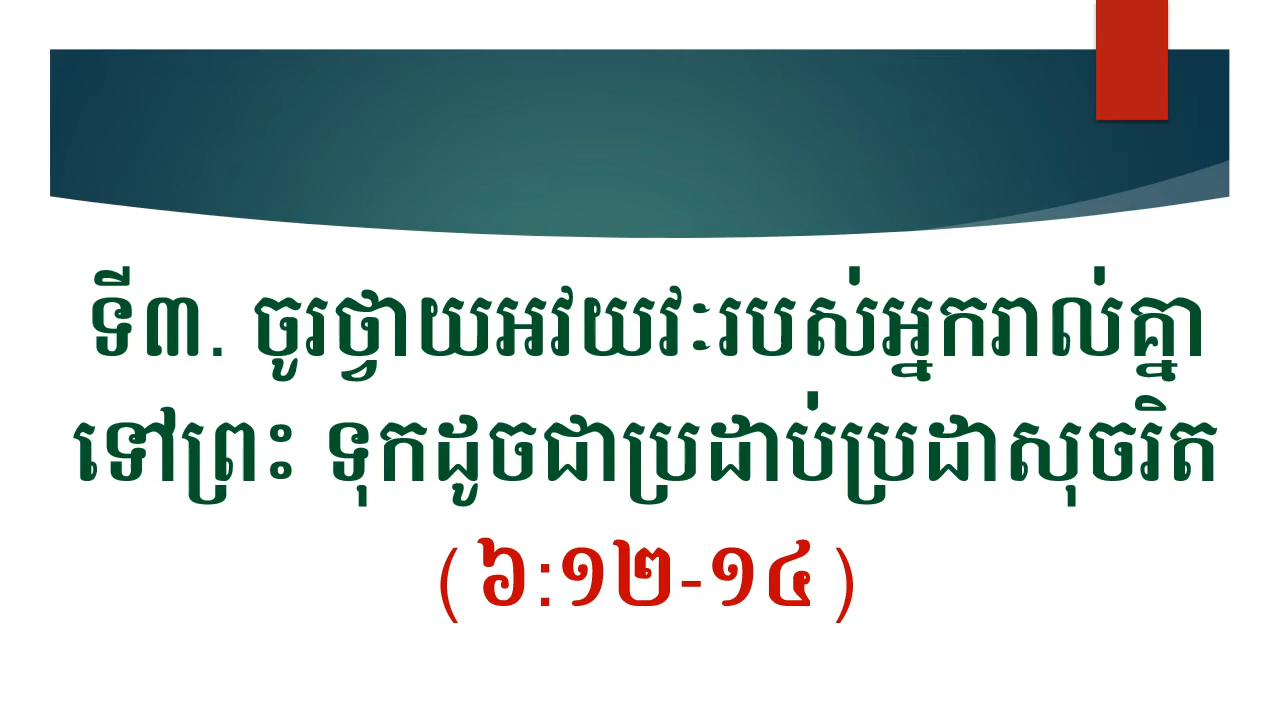 ទី៣. ចូរថ្វាយអវយវៈរបស់អ្នករាល់គ្នា
ទៅព្រះ ទុកដូចជាប្រដាប់ប្រដាសុចរិត
(៦:១២-១៤)